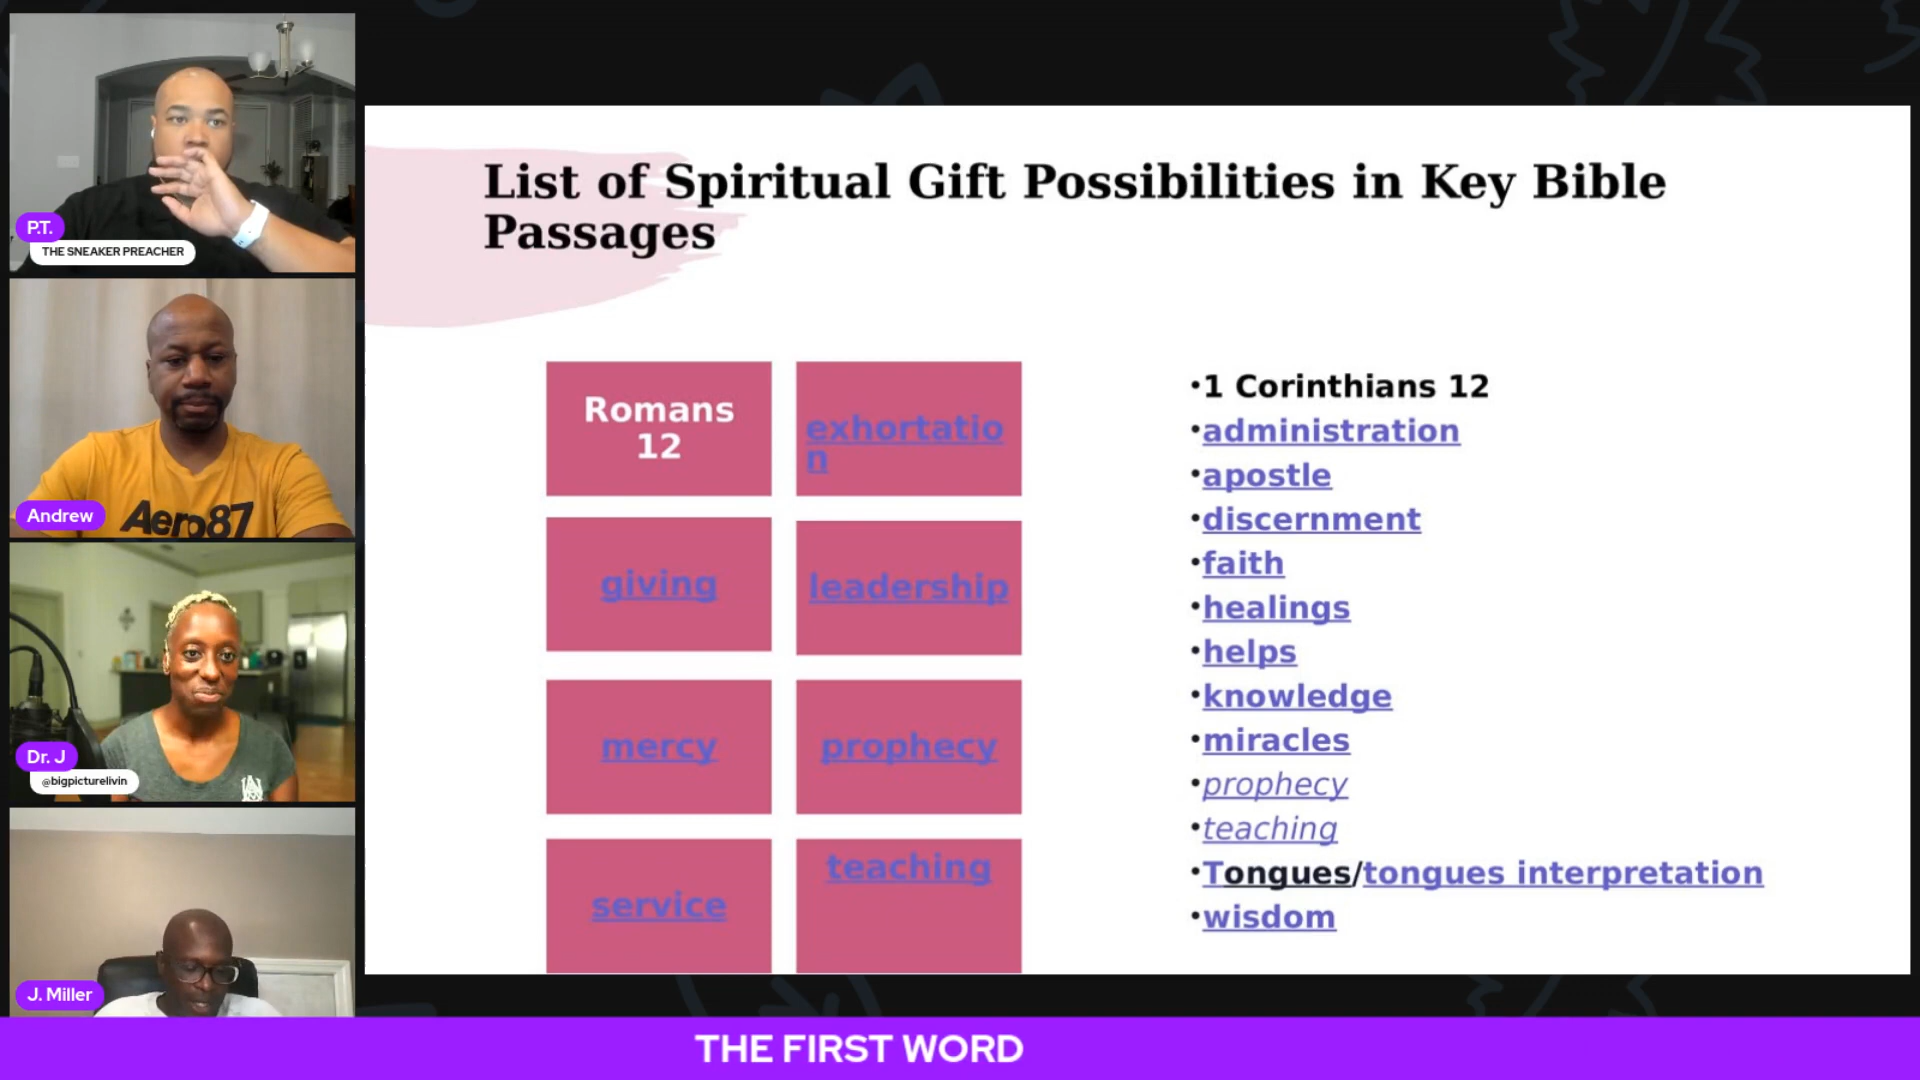 P.T.
THE SNEAKER PREACHER
Andrew
Aero87
Dr. J
@bigpicturelivin
J. Miller
List of Spiritual Gift Possibilities in Key Bible
Passages
Romans
12
exhortatio
n
giving
leadership
mercy
prophecy
service
teaching
•1 Corinthians 12
•administration
•apostle
•discernment
•faith
•healings
•helps
•knowledge
•miracles
•prophecy
•teaching
•Tongues/tongues interpretation
•wisdom
THE FIRST WORD